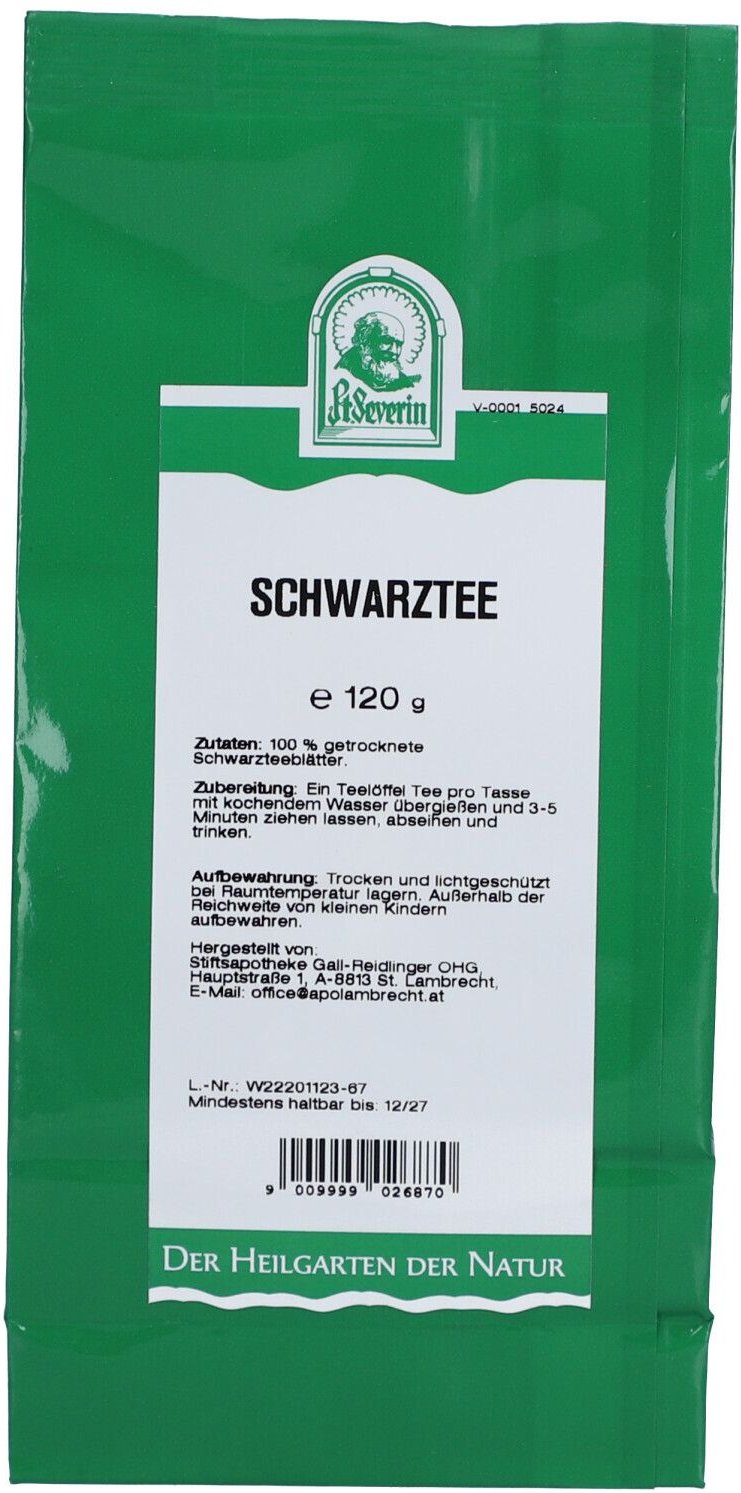 St.Severin
V-0001 5024
SCHWARZTEE
℮ 120 g
Zutaten: 100 % getrocknete
Schwarzteeblätter.
Zubereitung: Ein Teelöffel Tee pro Tasse
mit kochendem Wasser übergießen und 3-5
Minuten ziehen lassen, abseihen und
trinken.
Aufbewahrung: Trocken und lichtgeschützt
bei Raumtemperatur lagern. Außerhalb der
Reichweite von kleinen Kindern
aufbewahren.
Hergestellt von:
Stiftsapotheke Gall-Reidlinger OHG,
Hauptstraße 1, A-8813 St. Lambrecht,
E-Mail: office@apolambrecht.at
L.-Nr.: W22201123-67
Mindestens haltbar bis: 12/27
9 009999 026870
DER HEILGARTEN DER NATUR